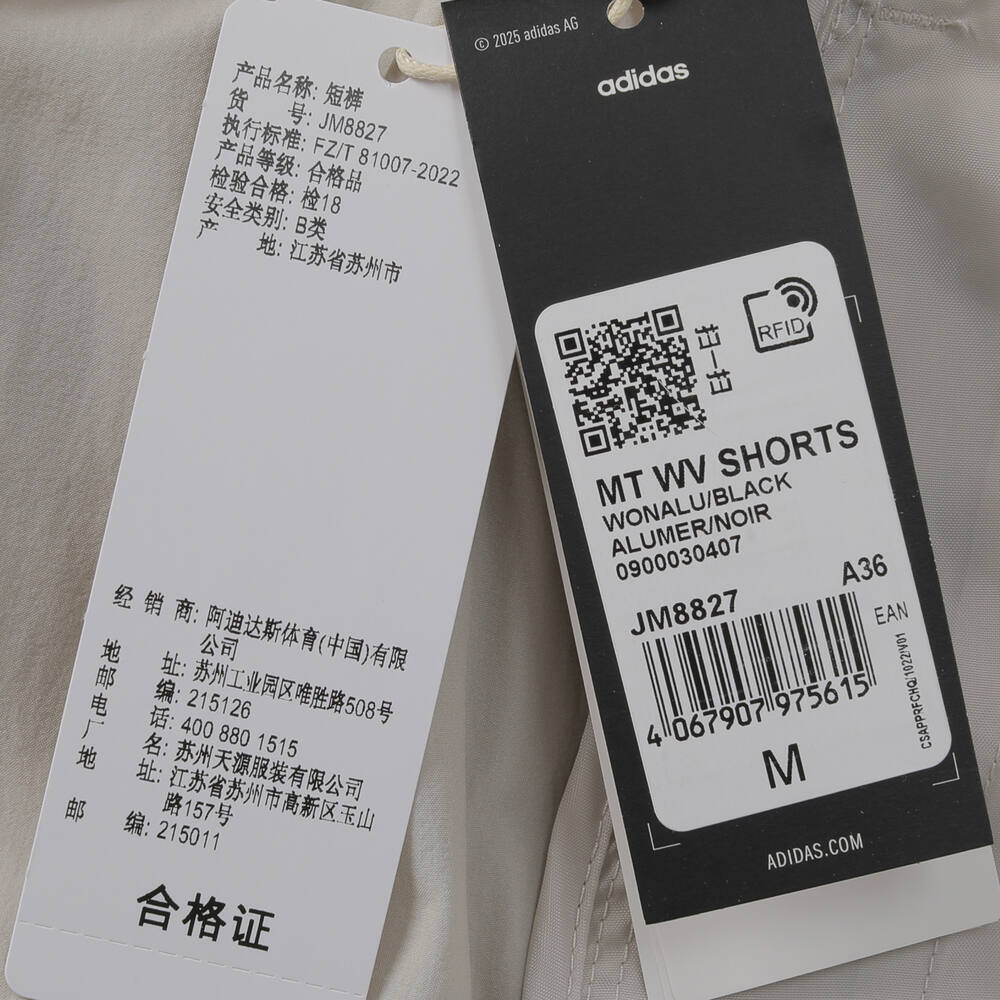 产品名称: 短裤
货 号: JM8827
执行标准: FZ/T 81007-2022
产品等级: 合格品
检验合格: 检18
安全类别: B类
产 地: 江苏省苏州市
经 销 商: 阿迪达斯体育(中国)有限
公司
地 址: 苏州工业园区唯胜路508号
邮 编: 215126
电 话: 400 880 1515
厂 名: 苏州天源服装有限公司
地 址: 江苏省苏州市高新区玉山
路157号
邮 编: 215011
合格证
© 2025 adidas AG
adidas
RFID
MT WV SHORTS
WONALU/BLACK
ALUMER/NOIR
0900030407
JM8827 A36
EAN
4 067907 975615
CSAPPRFCHQ/1022/V01
M
ADIDAS.COM